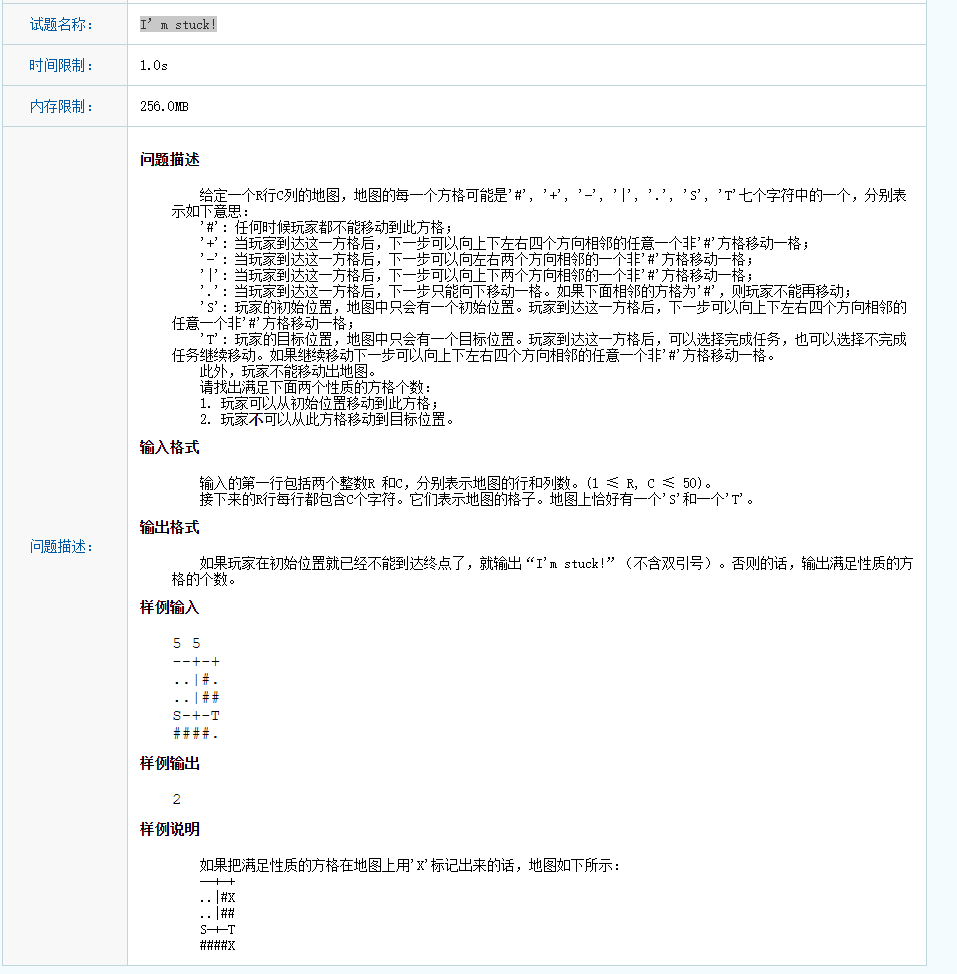 试题名称： I'm stuck!
时间限制： 1.0s
内存限制： 256.0MB
问题描述：
问题描述
给定一个R行C列的地图，地图的每一个方格可能是'#', '+', '-', '|', '.', 'S', 'T'七个字符中的一个，分别表
示如下意思：
'#': 任何时候玩家都不能移动到此方格；
'+': 当玩家到达这一方格后，下一步可以向上下左右四个方向相邻的任意一个非'#'方格移动一格；
'-': 当玩家到达这一方格后，下一步可以向左右两个方向相邻的一个非'#'方格移动一格；
'|': 当玩家到达这一方格后，下一步可以向上下两个方向相邻的一个非'#'方格移动一格；
'.': 当玩家到达这一方格后，下一步只能向下移动一格。如果下面相邻的方格为'#'，则玩家不能再移动；
'S': 玩家的初始位置，地图中只会有一个初始位置。玩家到达这一方格后，下一步可以向上下左右四个方向相邻的
任意一个非'#'方格移动一格；
'T': 玩家的目标位置，地图中只会有一个目标位置。玩家到达这一方格后，可以选择完成任务，也可以选择不完成
任务继续移动。如果继续移动下一步可以向上下左右四个方向相邻的任意一个非'#'方格移动一格。
此外，玩家不能移动出地图。
请找出满足下面两个性质的方格个数：
1. 玩家可以从初始位置移动到此方格；
2. 玩家不可以从此方格移动到目标位置。
输入格式
输入的第一行包括两个整数R 和C，分别表示地图的行和列数。(1 ≤ R, C ≤ 50)。
接下来的R行每行都包含C个字符。它们表示地图的格子。地图上恰好有一个'S'和一个'T'。
输出格式
如果玩家在初始位置就已经不能到达终点了，就输出“I'm stuck!”（不含双引号）。否则的话，输出满足性质的方
格的个数。
样例输入
5 5
--+-+
..|#.
..|##
S-+-T
####.
样例输出
2
样例说明
如果把满足性质的方格在地图上用'X'标记出来的话，地图如下所示：
--+-+
..|#X
..|##
S-+-T
####X